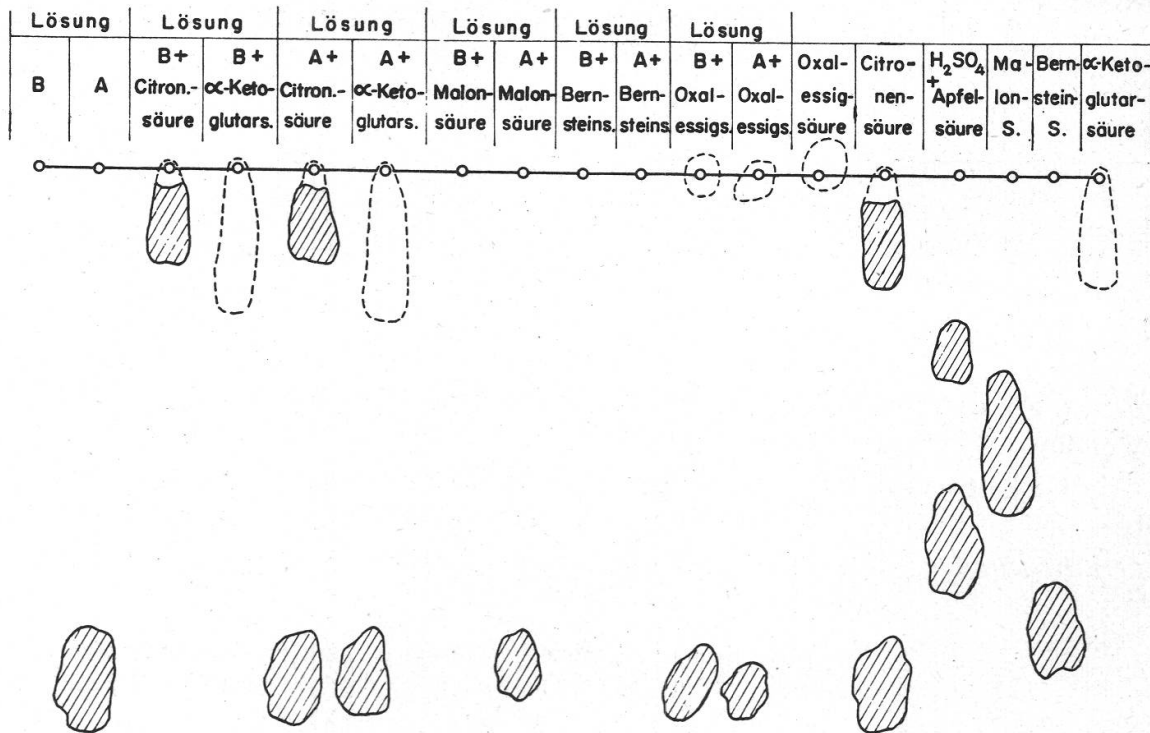 Lösung
B
A
Lösung
B+
Citron.-
säure
B+
α-Keto-
glutars.
Lösung
A+
Citron.-
säure
A+
α-Keto-
glutars.
Lösung
B+
Malon-
säure
A+
Malon-
säure
Lösung
B+
Bern-
steins.
A+
Bern-
steins
Lösung
B+
Oxal-
essigs.
A+
Oxal-
essigs.
Oxal-
essig-
säure
Citro-
nen-
säure
H₂SO₄
+
Apfel-
säure
Ma-
lon-
S.
Bern-
stein-
S.
α-Keto-
glutar-
säure